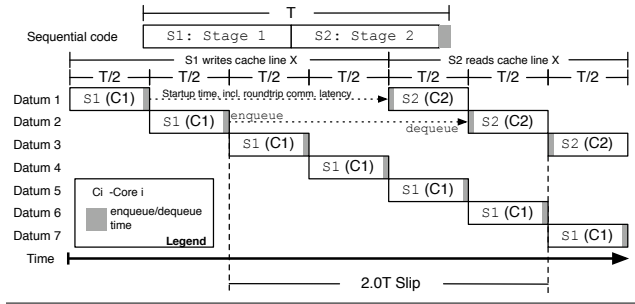 T
Sequential code S1: Stage 1 S2: Stage 2
S1 writes cache line X S2 reads cache line X
T/2 T/2 T/2 T/2 T/2 T/2 T/2
Datum 1 S1 (C1) Startup time, incl. roundtrip comm. latency S2 (C2)
Datum 2 S1 (C1) enqueue dequeue S2 (C2)
Datum 3 S1 (C1) S2 (C2)
Datum 4 S1 (C1)
Datum 5 S1 (C1)
Datum 6 S1 (C1)
Datum 7 S1 (C1)
Ci -Core i
enqueue/dequeue
time
Legend
Time
2.0T Slip